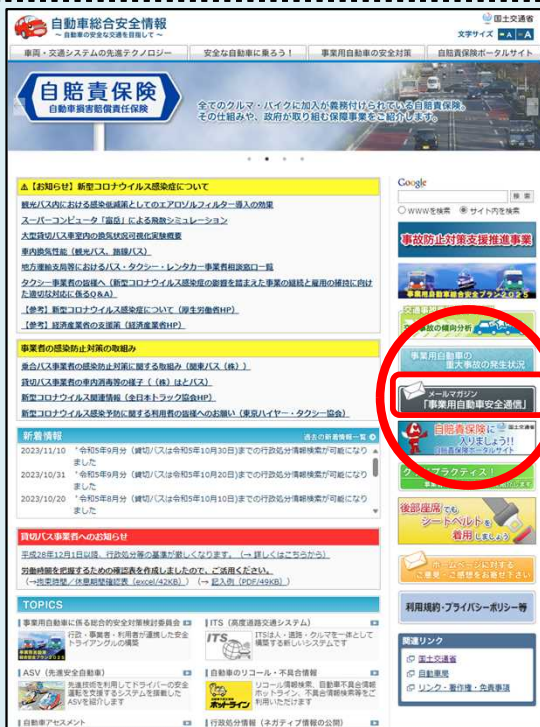 自動車総合安全情報
～ 自動車の安全な交通を目指して ～
国土交通省
文字サイズ - A A +A
車両・交通システムの先進テクノロジー
安全な自動車に乗ろう！
事業用自動車の安全対策
自賠責保険ポータルサイト
自賠責保険
自動車損害賠償責任保険
全てのクルマ・バイクに加入が義務付けられている自賠責保険。
その仕組みや、政府が取り組む保障事業をご紹介します。
【お知らせ】新型コロナウイルス感染症について
観光バス内における感染低減策としてのエアロゾルフィルター導入の効果
スーパーコンピュータ「富岳」による飛散シミュレーション
大型貸切バス車室内の換気状況可視化実験概要
車内換気性能（観光バス、路線バス）
地方運輸支局等におけるバス・タクシー・レンタカー事業者相談窓口一覧
タクシー事業者の皆様へ（新型コロナウイルス感染症の影響を踏まえた事業の継続と雇用の維持に向け
た適切な対応に係るQ&A）
【参考】新型コロナウイルス感染症について（厚生労働省HP）
【参考】経済産業省の支援策（経済産業省HP）
事業者の感染防止対策の取組み
乗合バス事業者の感染防止対策に関する取組み（関東バス（株））
貸切バス事業者の車内消毒等の様子（（株）はとバス）
新型コロナウイルス関連情報（全日本トラック協会HP）
新型コロナウイルス感染予防に関する利用者の皆様へのお願い（東京ハイヤー・タクシー協会）
新着情報
過去の新着情報一覧
2023/11/10 ・令和5年9月分（貸切バスは令和5年10月30日)までの行政処分情報検索が可能になり
ました
2023/10/31 ・令和5年9月分（貸切バスは令和5年10月20日)までの行政処分情報検索が可能になり
ました
2023/10/20 ・令和5年8月分（貸切バスは令和5年10月10日)までの行政処分情報検索が可能になり
ました
貸切バス事業者へのお知らせ
平成28年12月1日以降、行政処分等の基準が厳しくなります。（→ 詳しくはこちらから）
労働時間を把握するための確認表を作成しましたので、ご活用ください。
（→拘束時間／休息期間確認表（excel/42KB））（→ 記入例（PDF/49KB））
TOPICS
事業用自動車に係る総合的安全対策検討委員会
行政・事業者・利用者が連携した安全
トライアングルの構築
ITS（高度道路交通システム）
ITS
ITSは人・道路・クルマを一体として
構築する新しいシステムです
ASV（先進安全自動車）
先進技術を利用してドライバーの安全
運転を支援するシステムを搭載した
ASVを紹介します
自動車のリコール・不具合情報
ホットライン
リコール情報検索、自動車不具合情報
ホットライン、不具合情報検索等をご
利用いただけます
自動車アセスメント
行政処分情報（ネガティブ情報の公開）
Google
検索
WWWを検索 サイト内を検索
事故防止対策支援推進事業
事業用自動車総合安全プラン2025
事故の傾向分析
事業用自動車の
重大事故の発生状況
メールマガジン
「事業用自動車安全通信」
自賠責保険に
国土交通省
入りましょう!!
自賠責保険ポータルサイト
後部座席でも
シートベルトを
着用しましょう
ホームページに対する
ご意見・ご感想をお寄せ下さい
利用規約・プライバシーポリシー等
関連リンク
国土交通省
自動車局
リンク・著作権・免責事項